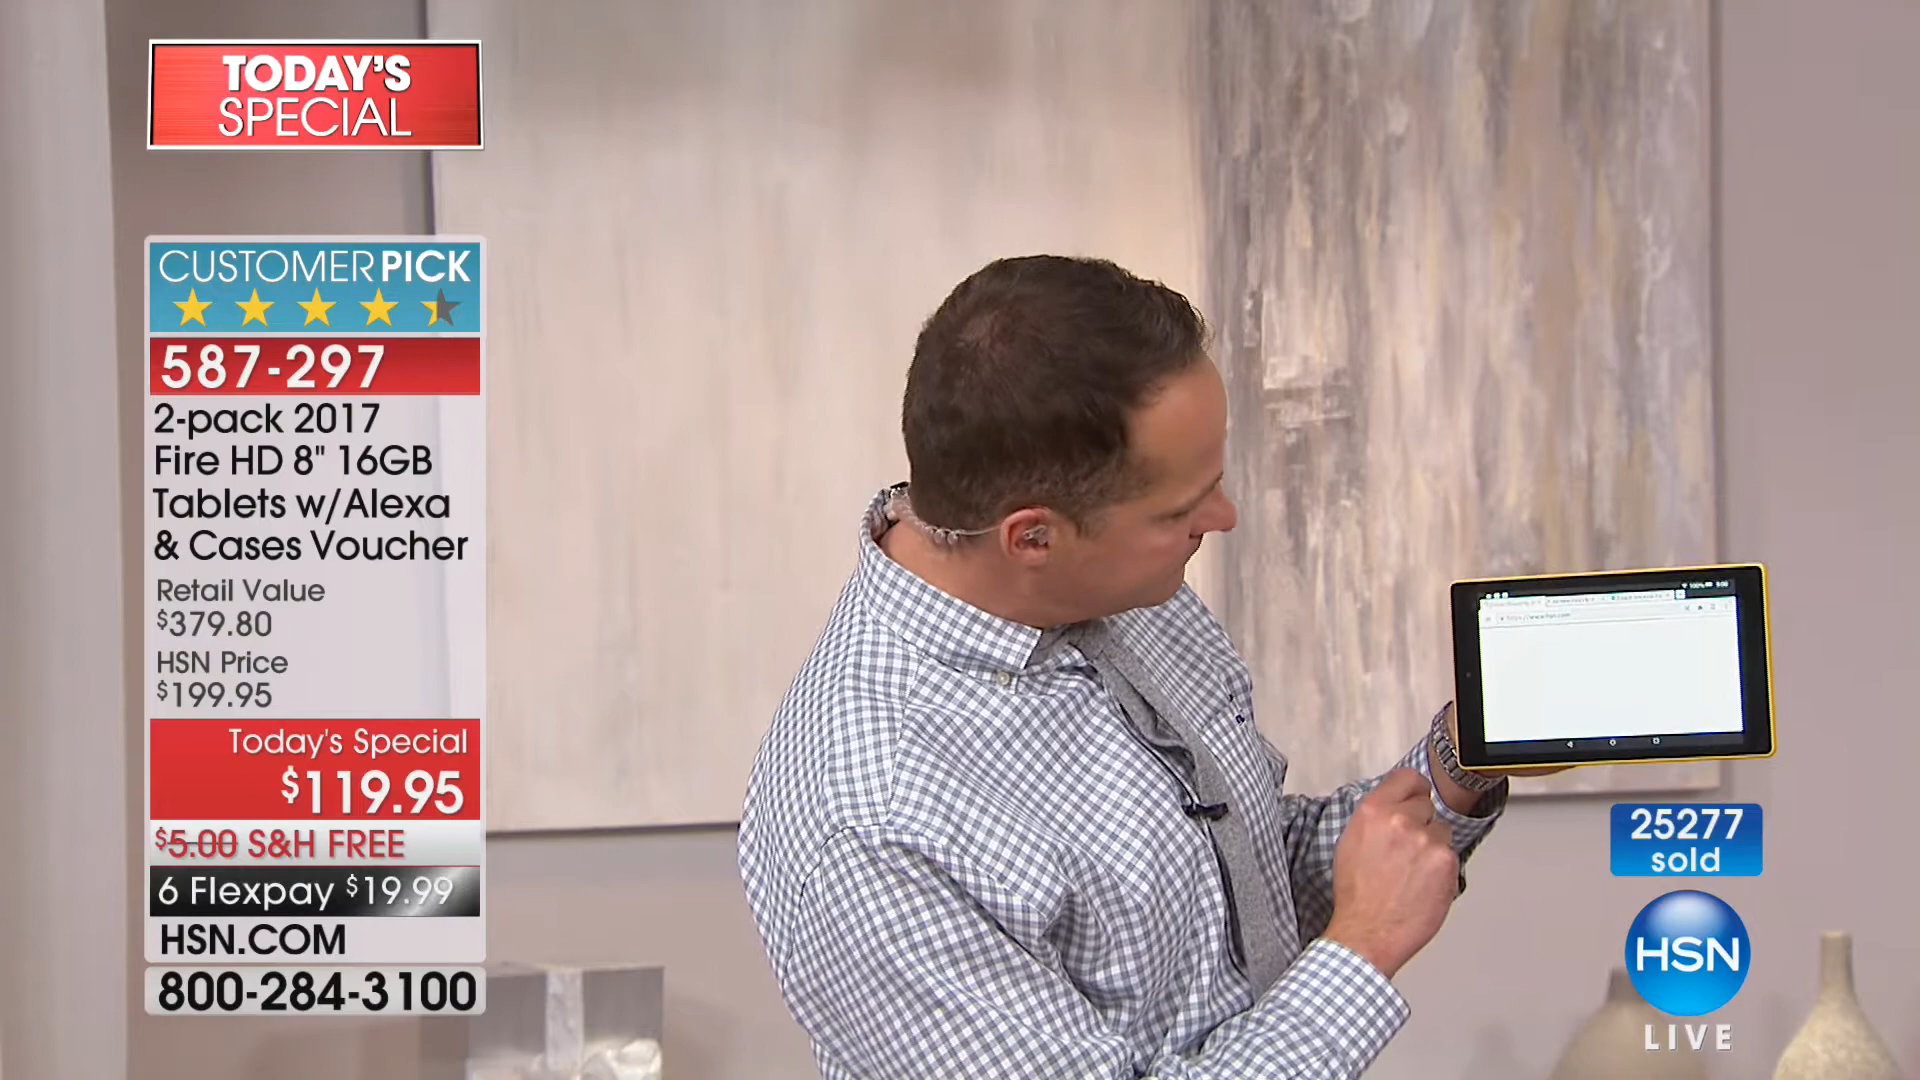 TODAY'S
SPECIAL
CUSTOMERPICK
587-297
2-pack 2017
Fire HD 8" 16GB
Tablets w/Alexa
& Cases Voucher
Retail Value
$379.80
HSN Price
$199.95
Today's Special
$119.95
$5.00 S&H FREE
6 Flexpay $19.99
HSN.COM
800-284-3100
25277
sold
HSN
LIVE